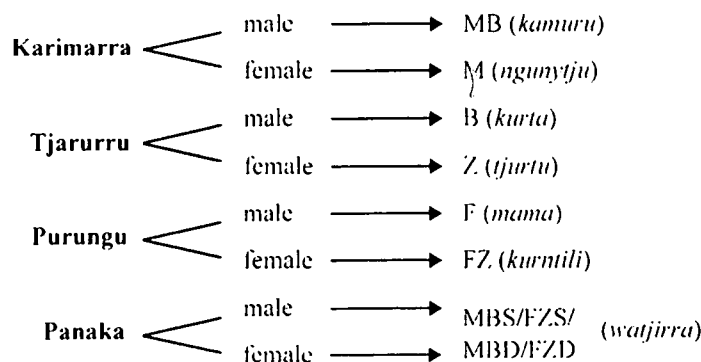 male MB (kamuru)
Karimarra
female M (ngunytju)
male B (kurta)
Tjarurru
female Z (tjurtu)
male F (mama)
Purungu
female FZ (kurntili)
male MBS/FZS/
Panaka (watjirra)
female MBD/FZD